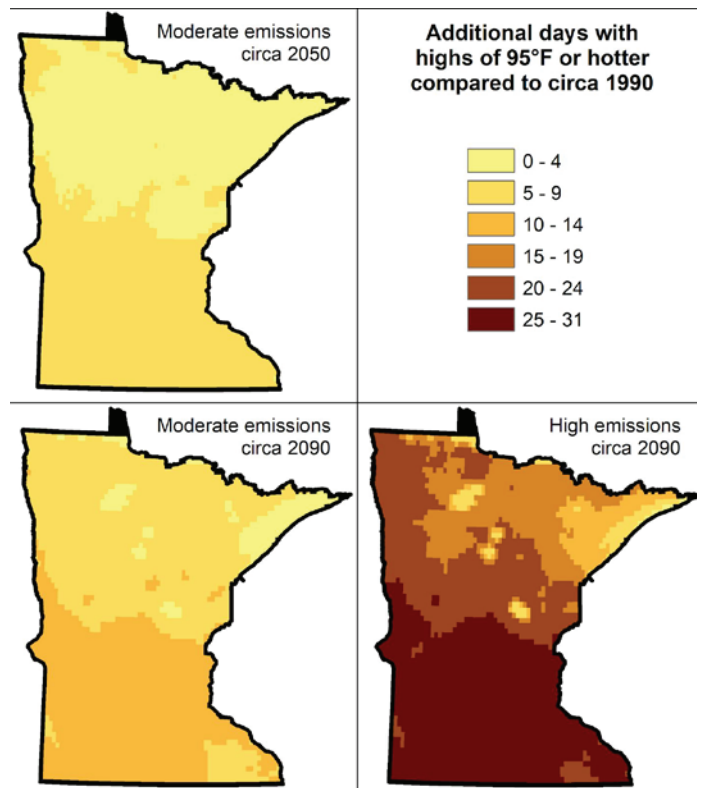 Moderate emissions
circa 2050
Additional days with
highs of 95°F or hotter
compared to circa 1990
0 - 4
5 - 9
10 - 14
15 - 19
20 - 24
25 - 31
Moderate emissions
circa 2090
High emissions
circa 2090